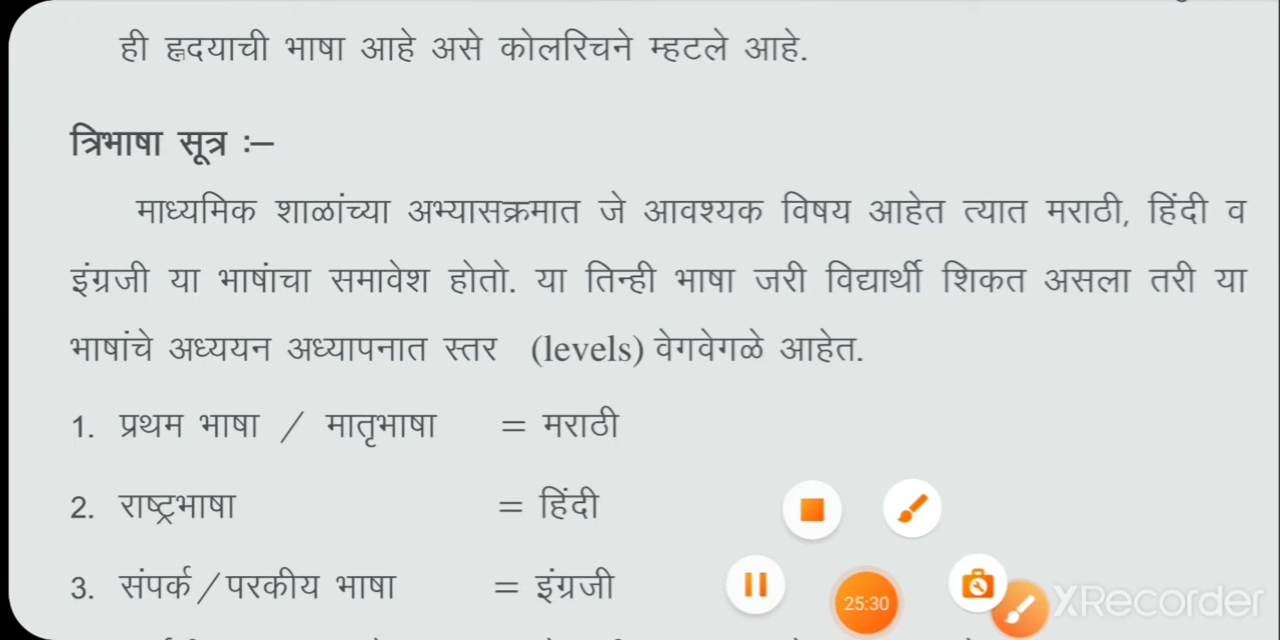 ही हृदयाची भाषा आहे असे कोलरिचने म्हटले आहे.
त्रिभाषा सूत्र :–
माध्यमिक शाळांच्या अभ्यासक्रमात जे आवश्यक विषय आहेत त्यात मराठी, हिंदी व
इंग्रजी या भाषांचा समावेश होतो. या तिन्ही भाषा जरी विद्यार्थी शिकत असला तरी या
भाषांचे अध्ययन अध्यापनात स्तर (levels) वेगवेगळे आहेत.
1. प्रथम भाषा / मातृभाषा = मराठी
2. राष्ट्रभाषा = हिंदी
3. संपर्क / परकीय भाषा = इंग्रजी
25:30
XRecorder